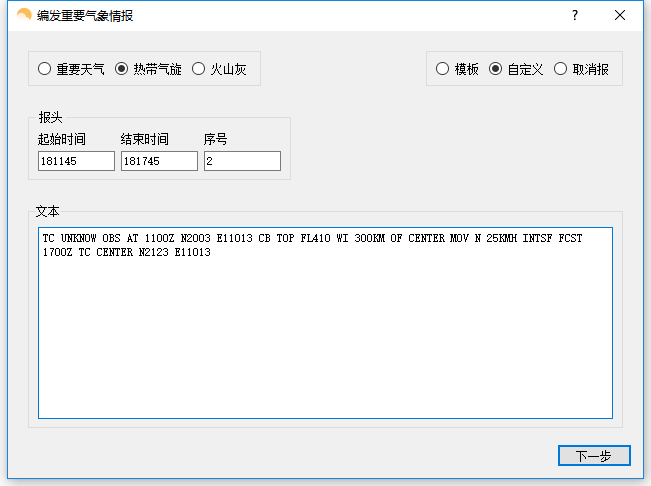 编发重要气象情报
?
重要天气 热带气旋 火山灰
模板 自定义 取消报
报头
起始时间 结束时间 序号
181145 181745 2
文本
TC UNKNOW OBS AT 1100Z N2003 E11013 CB TOP FL410 WI 300KM OF CENTER MOV N 25KMH INTSF FCST
1700Z TC CENTER N2123 E11013
下一步